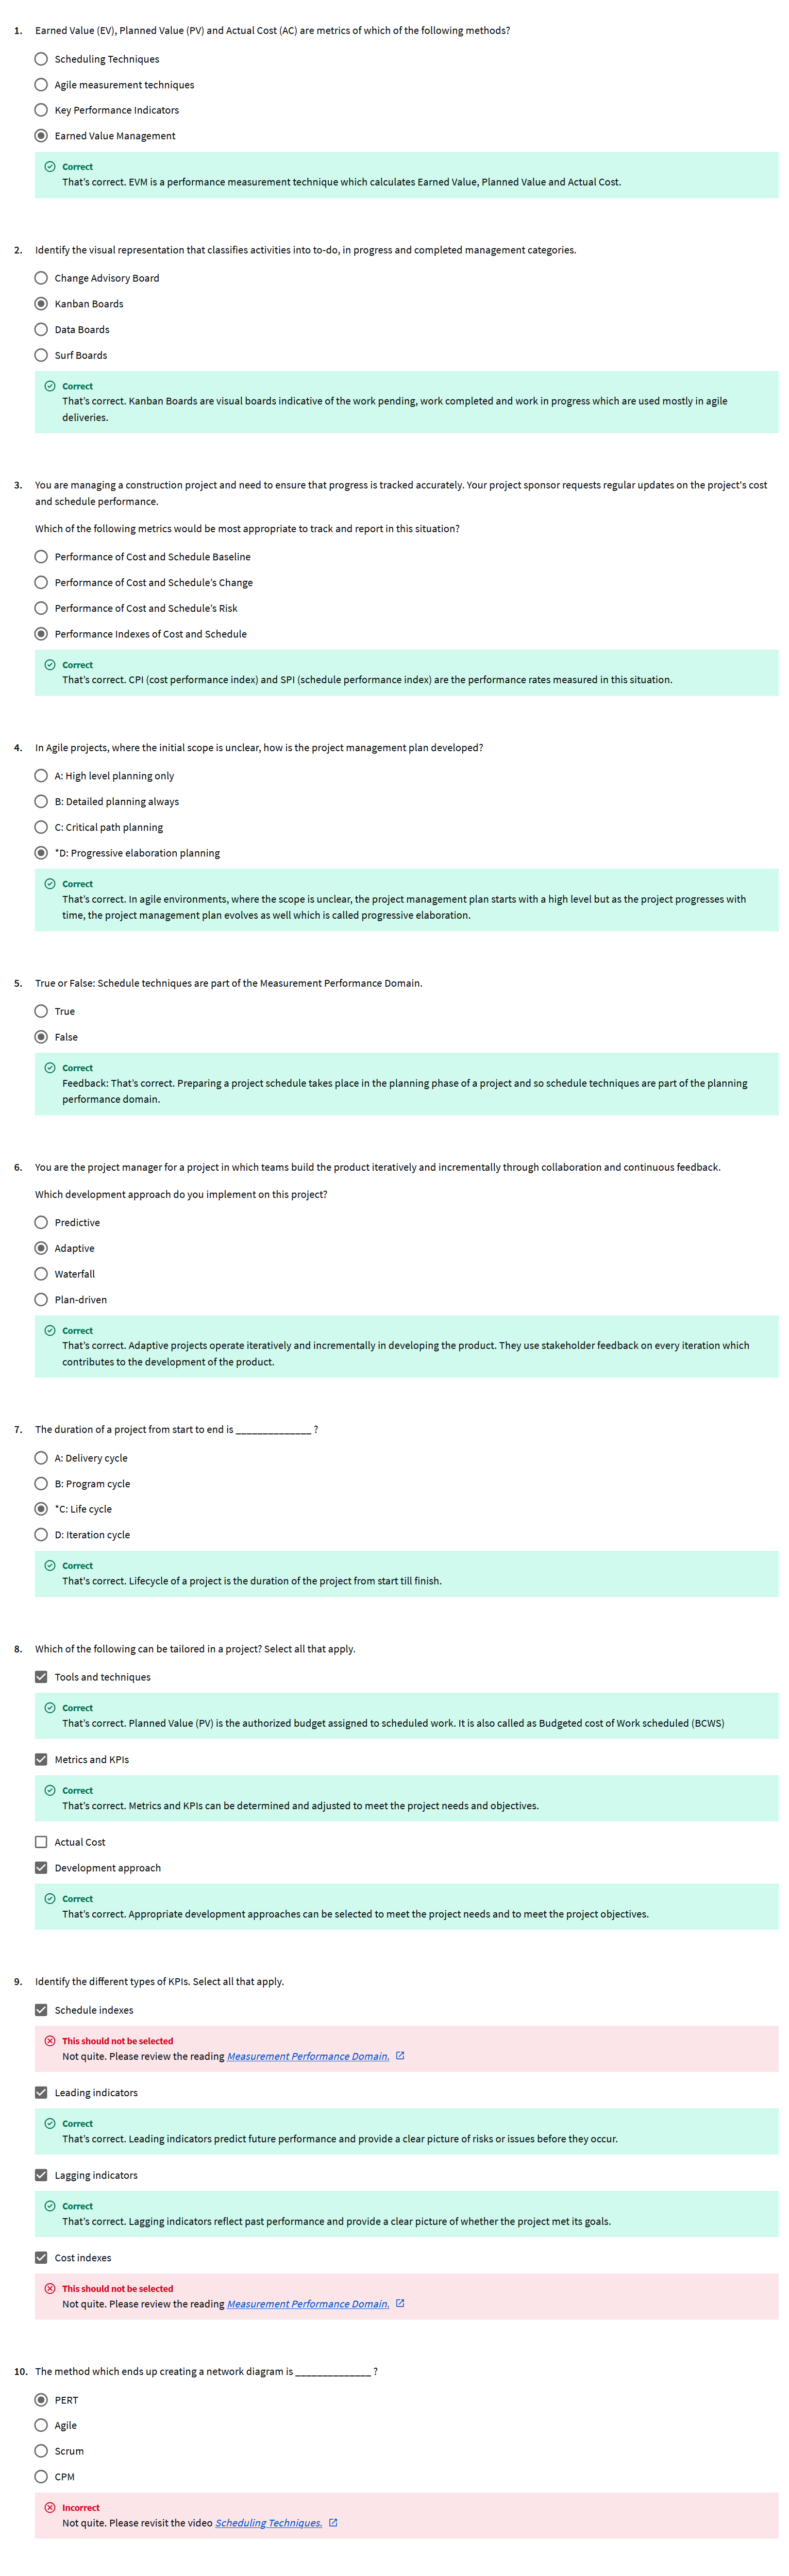 1. Earned Value (EV), Planned Value (PV) and Actual Cost (AC) are metrics of which of the following methods?
Scheduling Techniques
Agile measurement techniques
Key Performance Indicators
Earned Value Management
Correct
That's correct. EVM is a performance measurement technique which calculates Earned Value, Planned Value and Actual Cost.
2. Identify the visual representation that classifies activities into to-do, in progress and completed management categories.
Change Advisory Board
Kanban Boards
Data Boards
Surf Boards
Correct
That's correct. Kanban Boards are visual boards indicative of the work pending, work completed and work in progress which are used mostly in agile
deliveries.
3. You are managing a construction project and need to ensure that progress is tracked accurately. Your project sponsor requests regular updates on the project's cost
and schedule performance.
Which of the following metrics would be most appropriate to track and report in this situation?
Performance of Cost and Schedule Baseline
Performance of Cost and Schedule's Change
Performance of Cost and Schedule's Risk
Performance Indexes of Cost and Schedule
Correct
That's correct. CPI (cost performance index) and SPI (schedule performance index) are the performance rates measured in this situation.
4. In Agile projects, where the initial scope is unclear, how is the project management plan developed?
A: High level planning only
B: Detailed planning always
C: Critical path planning
*D: Progressive elaboration planning
Correct
That's correct. In agile environments, where the scope is unclear, the project management plan starts with a high level but as the project progresses with
time, the project management plan evolves as well which is called progressive elaboration.
5. True or False: Schedule techniques are part of the Measurement Performance Domain.
True
False
Correct
Feedback: That's correct. Preparing a project schedule takes place in the planning phase of a project and so schedule techniques are part of the planning
performance domain.
6. You are the project manager for a project in which teams build the product iteratively and incrementally through collaboration and continuous feedback.
Which development approach do you implement on this project?
Predictive
Adaptive
Waterfall
Plan-driven
Correct
That's correct. Adaptive projects operate iteratively and incrementally in developing the product. They use stakeholder feedback on every iteration which
contributes to the development of the product.
7. The duration of a project from start to end is ______________ ?
A: Delivery cycle
B: Program cycle
*C: Life cycle
D: Iteration cycle
Correct
That's correct. Lifecycle of a project is the duration of the project from start till finish.
8. Which of the following can be tailored in a project? Select all that apply.
Tools and techniques
Correct
That's correct. Planned Value (PV) is the authorized budget assigned to scheduled work. It is also called as Budgeted cost of Work scheduled (BCWS)
Metrics and KPIs
Correct
That's correct. Metrics and KPIs can be determined and adjusted to meet the project needs and objectives.
Actual Cost
Development approach
Correct
That's correct. Appropriate development approaches can be selected to meet the project needs and to meet the project objectives.
9. Identify the different types of KPIs. Select all that apply.
Schedule indexes
This should not be selected
Not quite. Please review the reading Measurement Performance Domain.
Leading indicators
Correct
That's correct. Leading indicators predict future performance and provide a clear picture of risks or issues before they occur.
Lagging indicators
Correct
That's correct. Lagging indicators reflect past performance and provide a clear picture of whether the project met its goals.
Cost indexes
This should not be selected
Not quite. Please review the reading Measurement Performance Domain.
10. The method which ends up creating a network diagram is ______________ ?
PERT
Agile
Scrum
CPM
Incorrect
Not quite. Please revisit the video Scheduling Techniques.